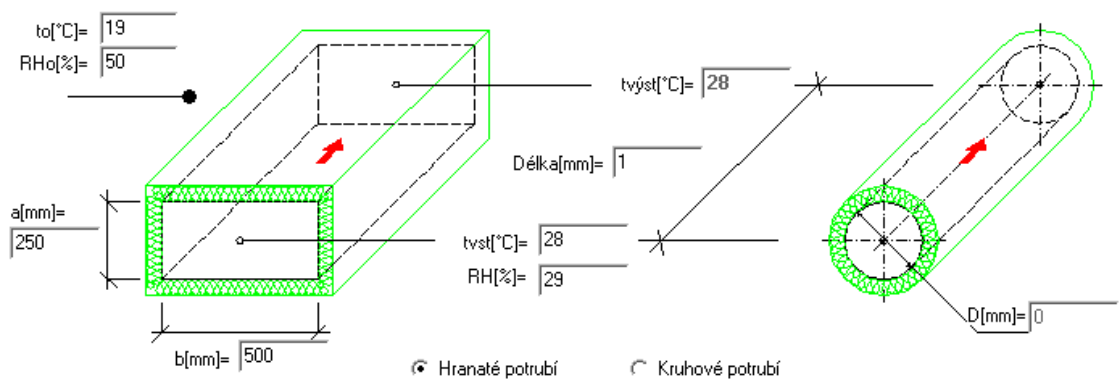 to[°C]= 19
RHo[%]= 50
tvýst[°C]= 28
Délka[mm]= 1
a[mm]=
250
tvst[°C]= 28
RH[%]= 29
D[mm]= 0
b[mm]= 500
Hranaté potrubí Kruhové potrubí